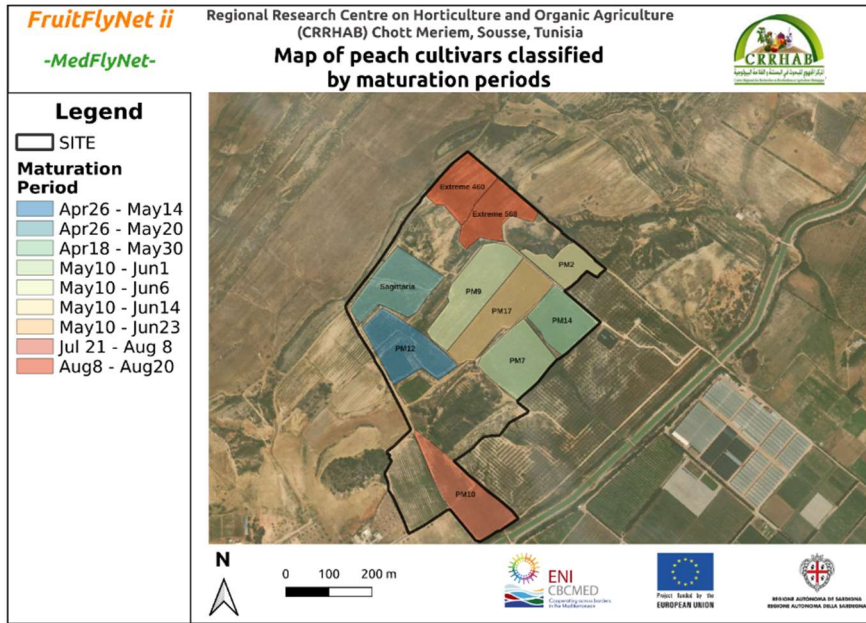 FruitFlyNet ii
-MedFlyNet-
Regional Research Centre on Horticulture and Organic Agriculture
(CRRHAB) Chott Meriem, Sousse, Tunisia
Map of peach cultivars classified
by maturation periods
CRRHAB
Legend
SITE
Maturation
Period
Apr26 - May14
Apr26 - May20
Apr18 - May30
May10 - Jun1
May10 - Jun6
May10 - Jun14
May10 - Jun23
Jul 21 - Aug 8
Aug8 - Aug20
Extreme 460
Extreme 568
PM2
Sagittaria
PM9
PM17
PM14
PM12
PM7
PM10
N
0 100 200 m
ENI
CBCMED
Cooperating across borders
in the Mediterranean
Project funded by the
EUROPEAN UNION
REGIONE AUTÒNOMA DE SARDIGNA
REGIONE AUTONOMA DELLA SARDEGNA